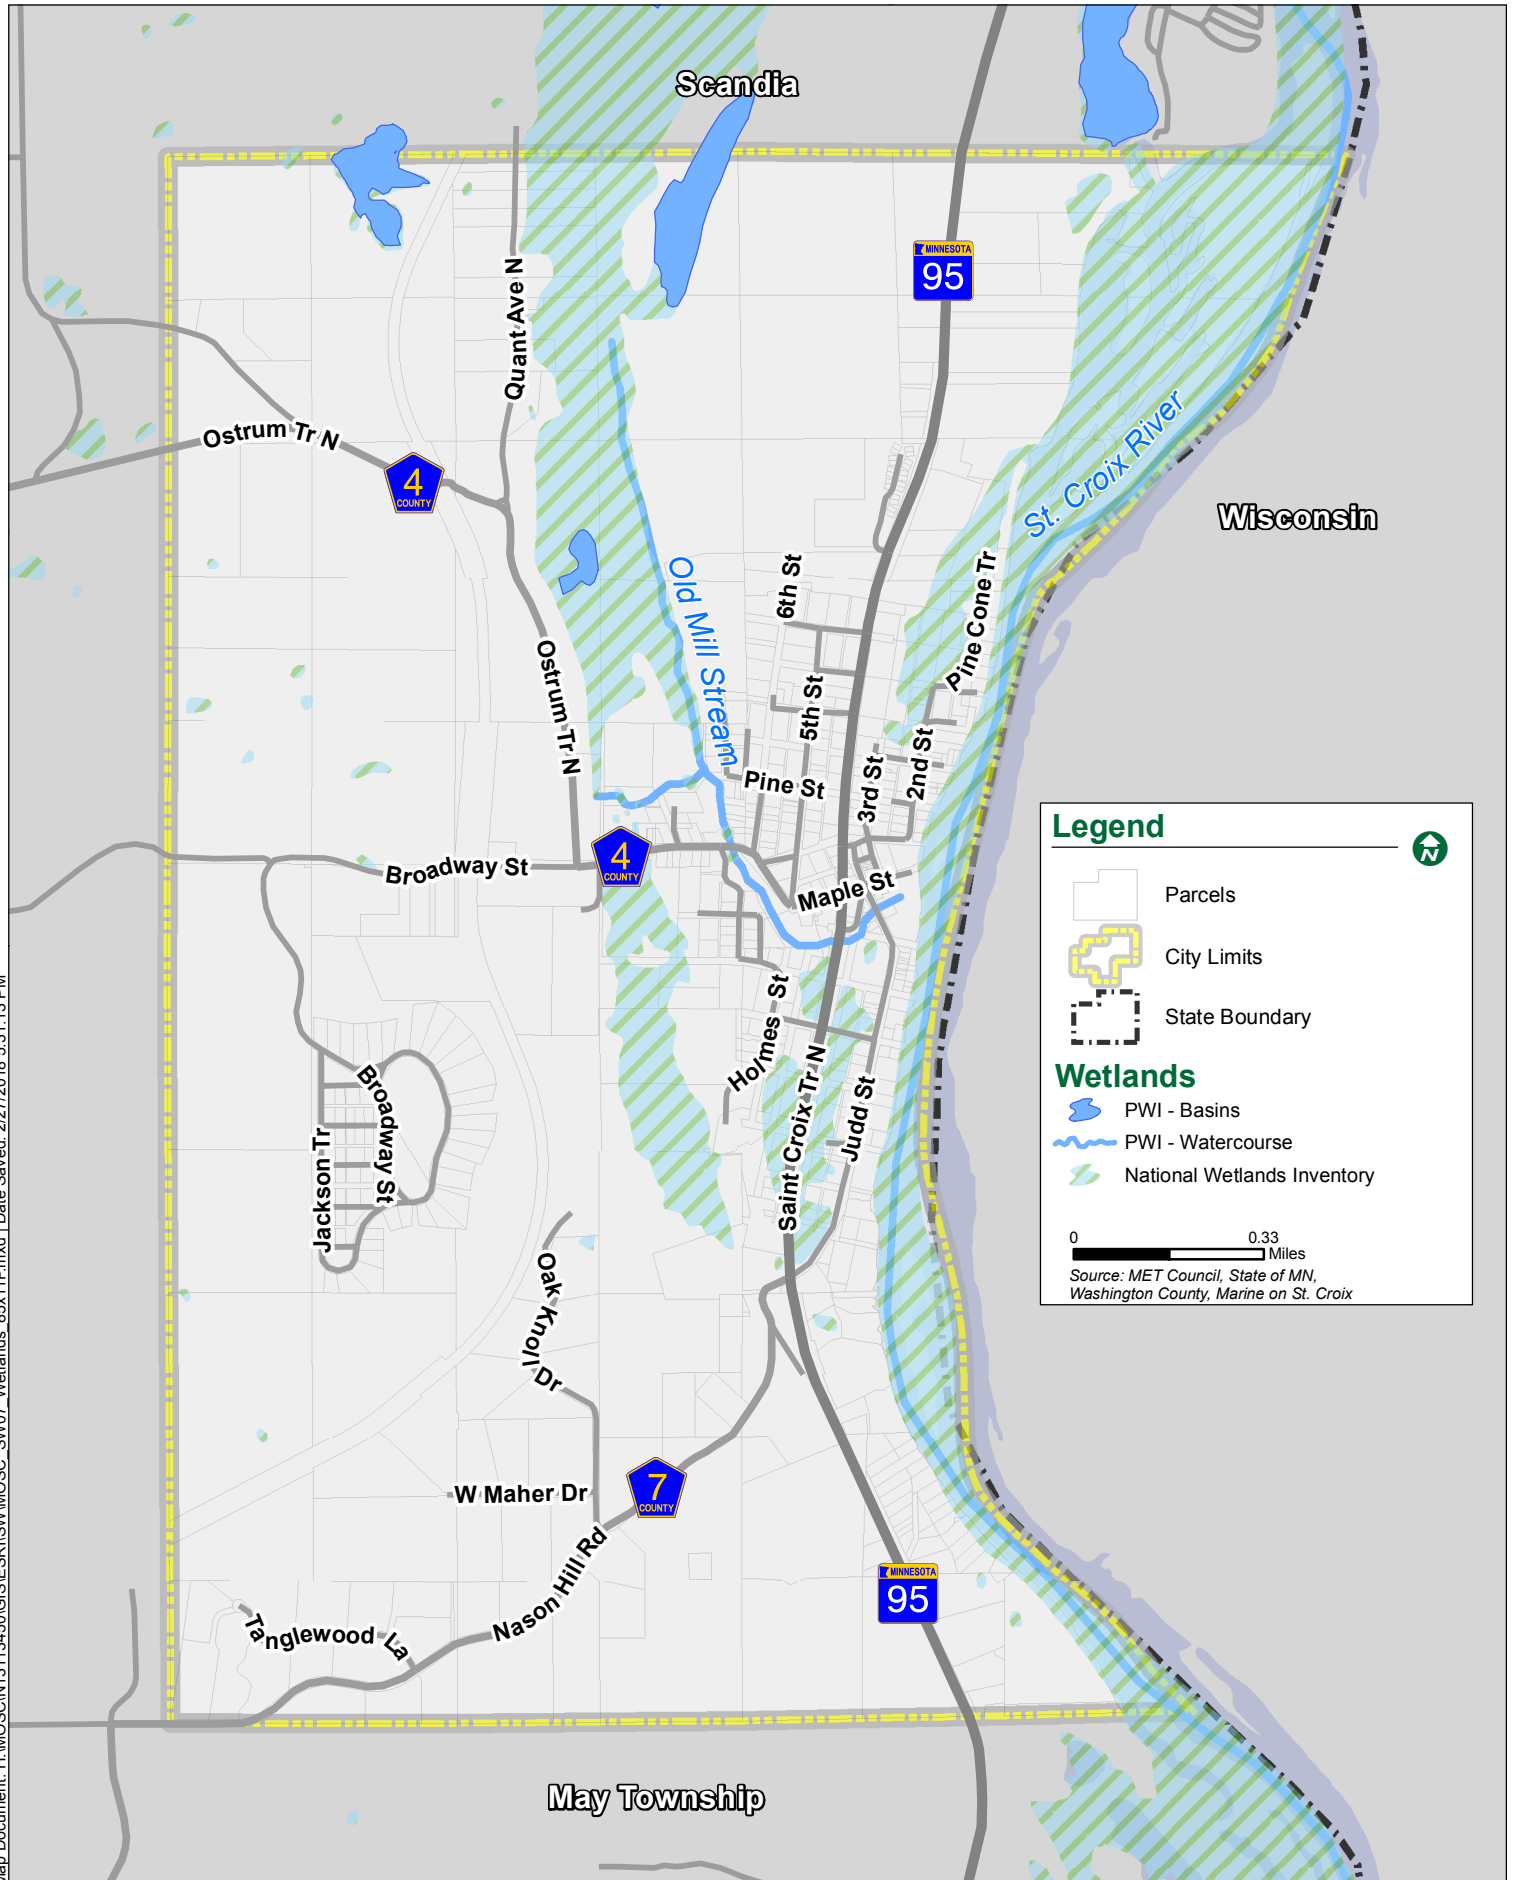 Scandia
MINNESOTA
95
Quant Ave N
Ostrum Tr N
4
COUNTY
St. Croix River
Wisconsin
Old Mill Stream
6th St
Pine Cone Tr
Ostrum Tr N
5th St
2nd St
3rd St
Pine St
4
COUNTY
Broadway St
Maple St
Holmes St
Saint Croix Tr N
Judd St
Broadway St
Jackson Tr
Oak Knoll Dr
W Maher Dr
7
COUNTY
Nason Hill Rd
Tanglewood La
MINNESOTA
95
May Township
Legend
N
Parcels
City Limits
State Boundary
Wetlands
PWI - Basins
PWI - Watercourse
National Wetlands Inventory
0 0.33
Miles
Source: MET Council, State of MN,
Washington County, Marine on St. Croix